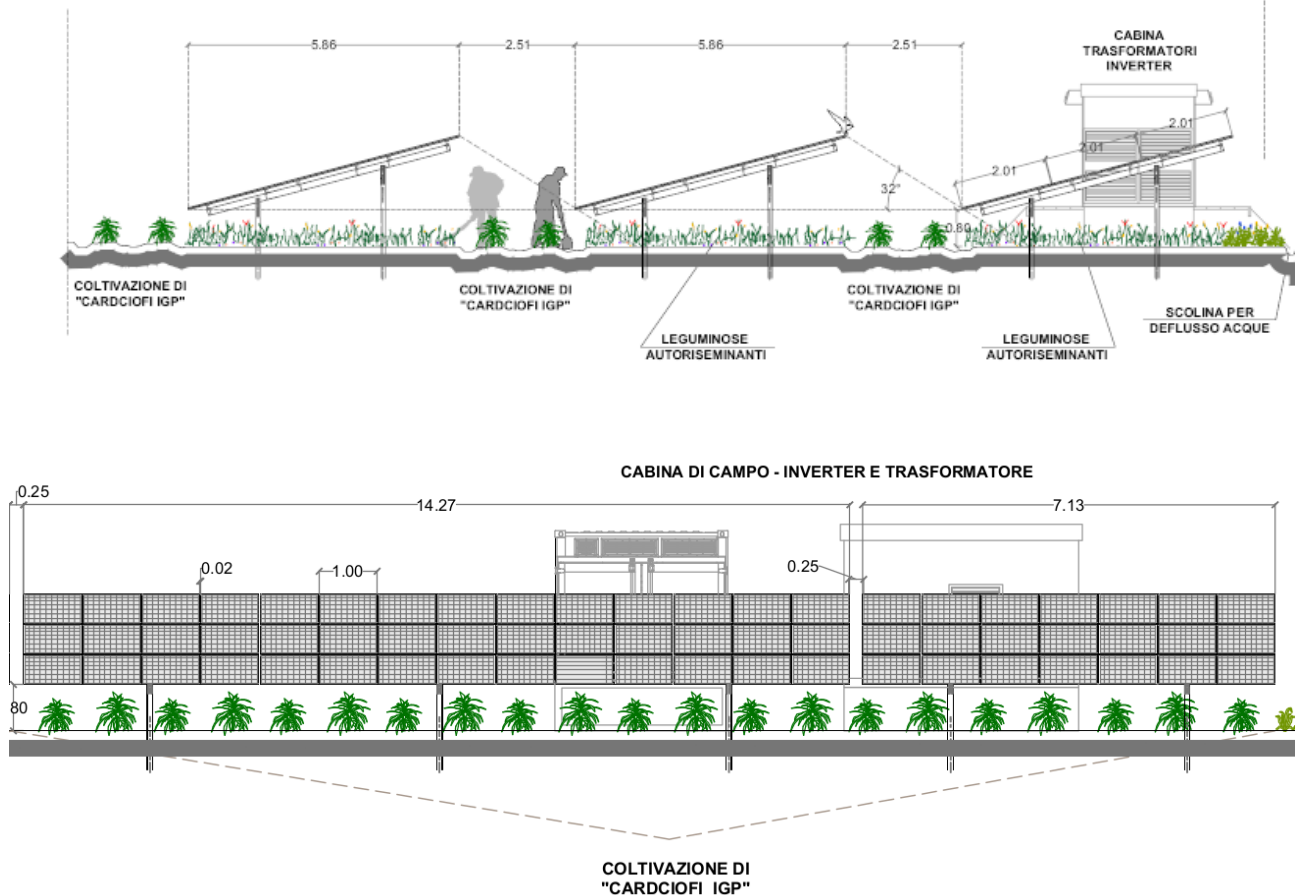 5.86
2.51
5.86
2.51
CABINA
TRASFORMATORI
INVERTER
2.01
2.01
2.01
32°
0.80
COLTIVAZIONE DI
"CARDCIOFI IGP"
COLTIVAZIONE DI
"CARDCIOFI IGP"
COLTIVAZIONE DI
"CARDCIOFI IGP"
SCOLINA PER
DEFLUSSO ACQUE
LEGUMINOSE
AUTORISEMINANTI
LEGUMINOSE
AUTORISEMINANTI
CABINA DI CAMPO - INVERTER E TRASFORMATORE
0.25
14.27
7.13
0.02
1.00
0.25
80
COLTIVAZIONE DI
"CARDCIOFI IGP"